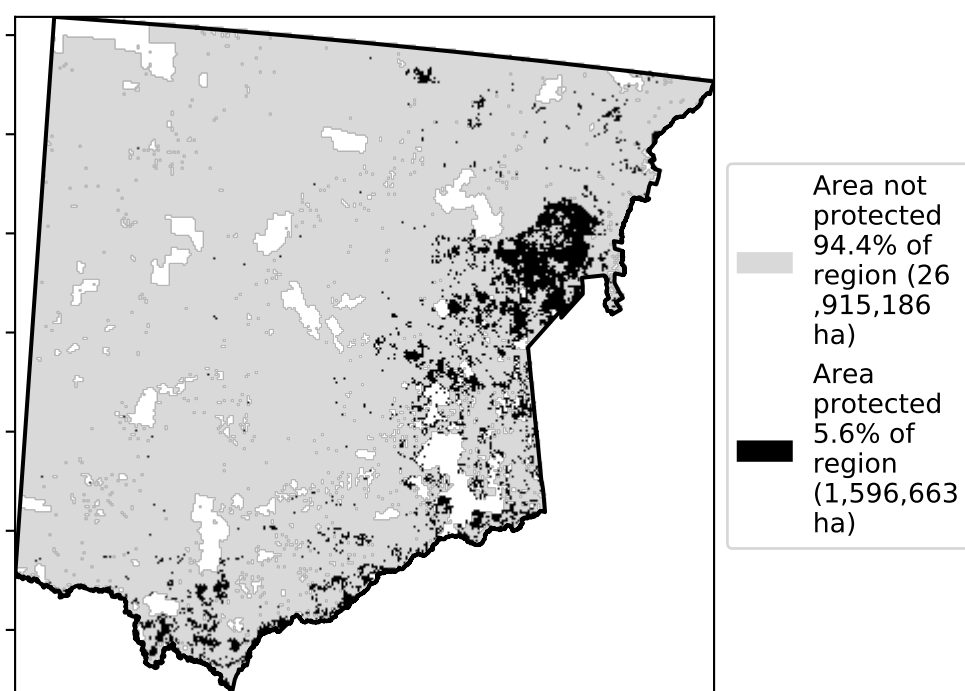 Area not
protected
94.4% of
region (26
,915,186
ha)
Area
protected
5.6% of
region
(1,596,663
ha)